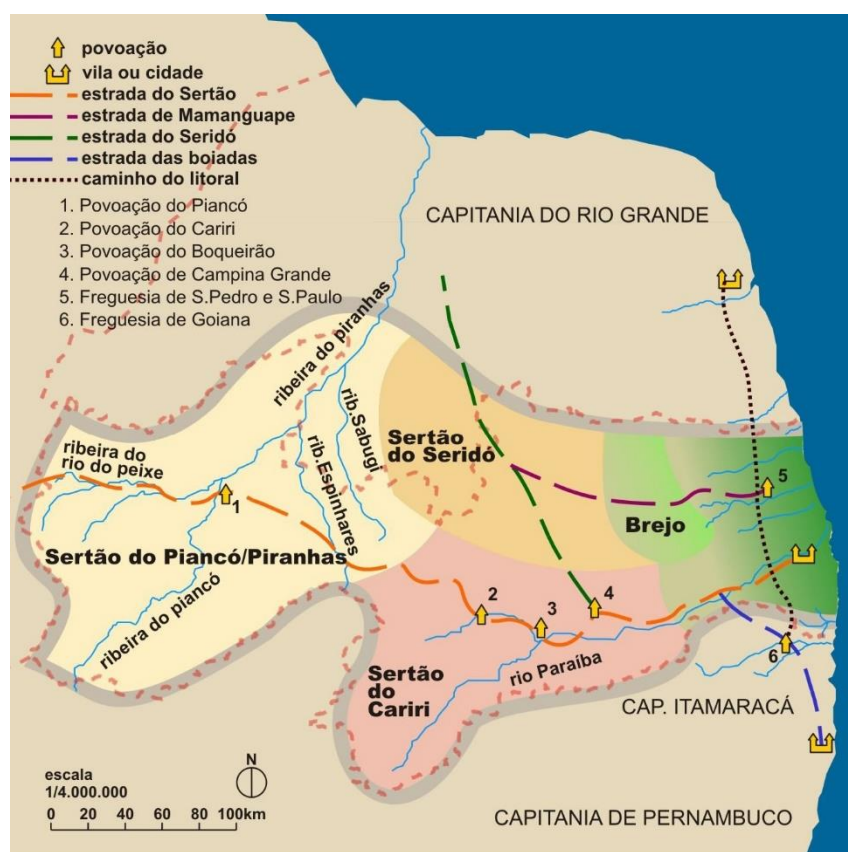 povoação
vila ou cidade
estrada do Sertão
estrada de Mamanguape
estrada do Seridó
estrada das boiadas
caminho do litoral
1. Povoação do Piancó
2. Povoação do Cariri
3. Povoação do Boqueirão
4. Povoação de Campina Grande
5. Freguesia de S.Pedro e S.Paulo
6. Freguesia de Goiana
CAPITANIA DO RIO GRANDE
ribeira do piranhas
rib.Sabugi
rib.Espinhares
ribeira do
rio do peixe
Sertão
do Seridó
Brejo
5
1
Sertão do Piancó/Piranhas
ribeira do piancó
2
3
4
6
rio Paraíba
Sertão
do
Cariri
CAP. ITAMARACÁ
CAPITANIA DE PERNAMBUCO
escala
1/4.000.000
N
0 20 40 60 80 100km